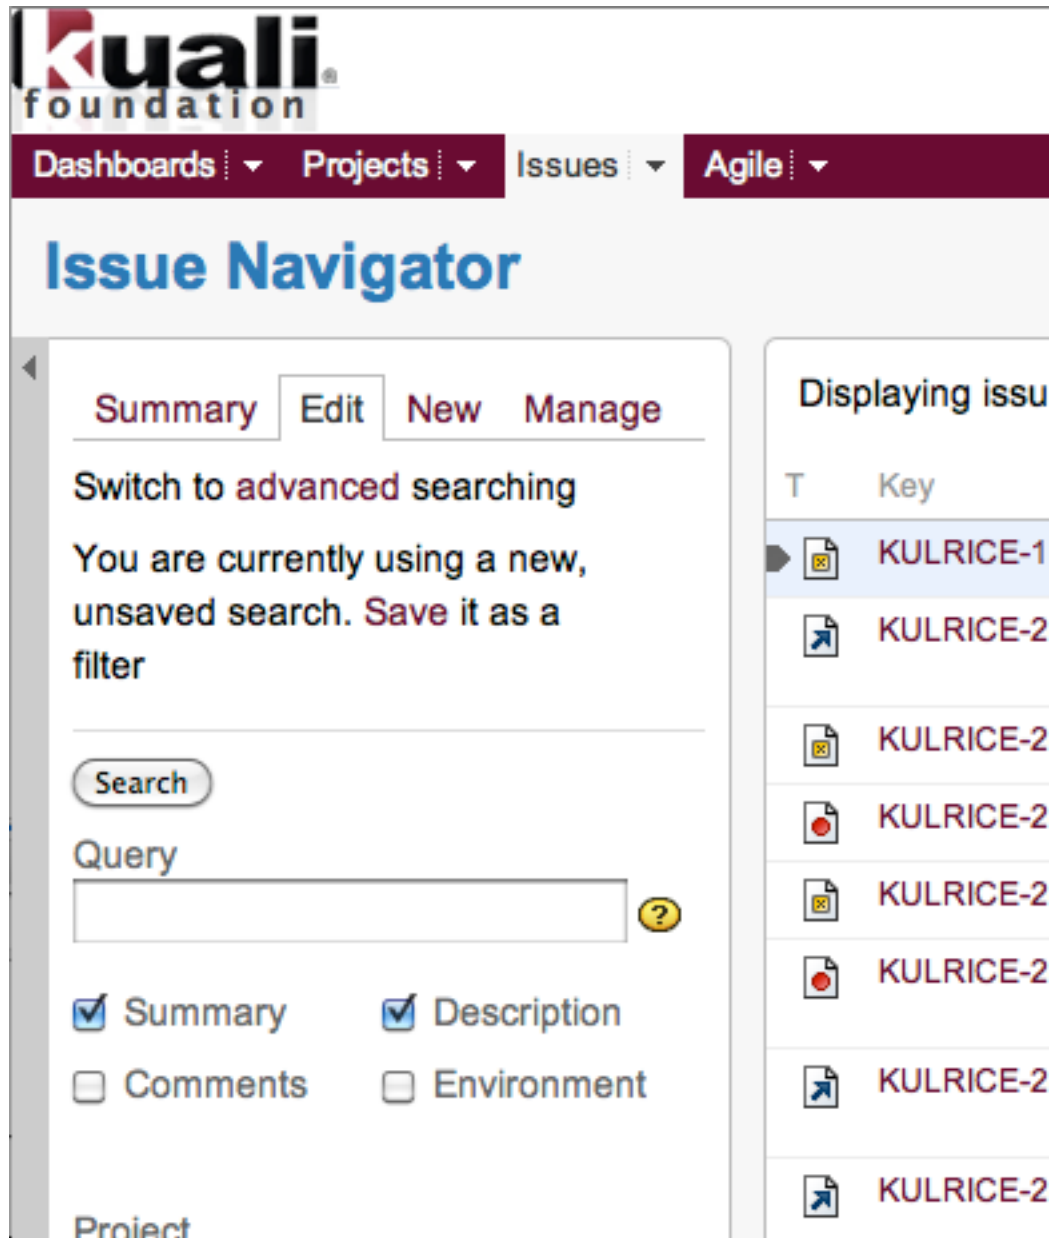 kuali
foundation
Dashboards Projects Issues Agile
Issue Navigator
Summary Edit New Manage
Switch to advanced searching
You are currently using a new,
unsaved search. Save it as a
filter
Search
Query
?
Summary Description
Comments Environment
Project
Displaying issu
T Key
KULRICE-1
KULRICE-2
KULRICE-2
KULRICE-2
KULRICE-2
KULRICE-2
KULRICE-2
KULRICE-2